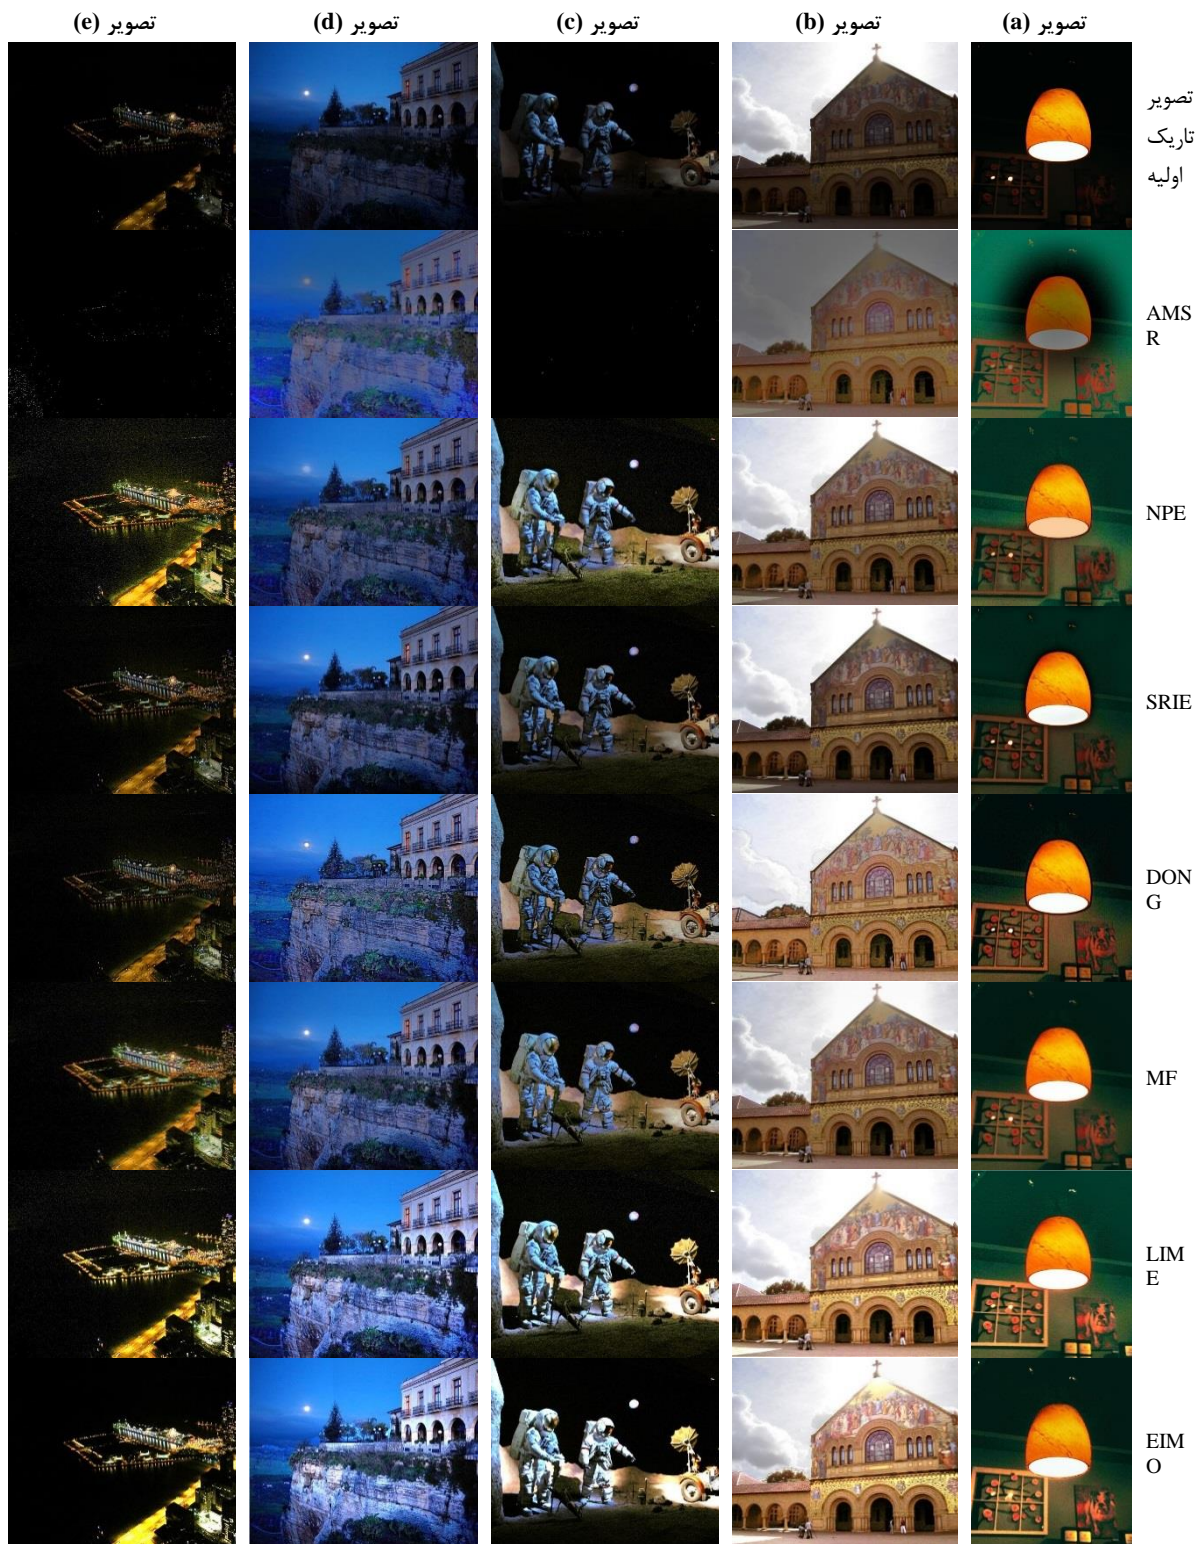 تصویر (a)
تصویر (b)
تصویر (c)
تصویر (d)
تصویر (e)
تصویر
تاریک
اولیه
AMS
R
NPE
SRIE
DON
G
MF
LIM
E
EIM
O